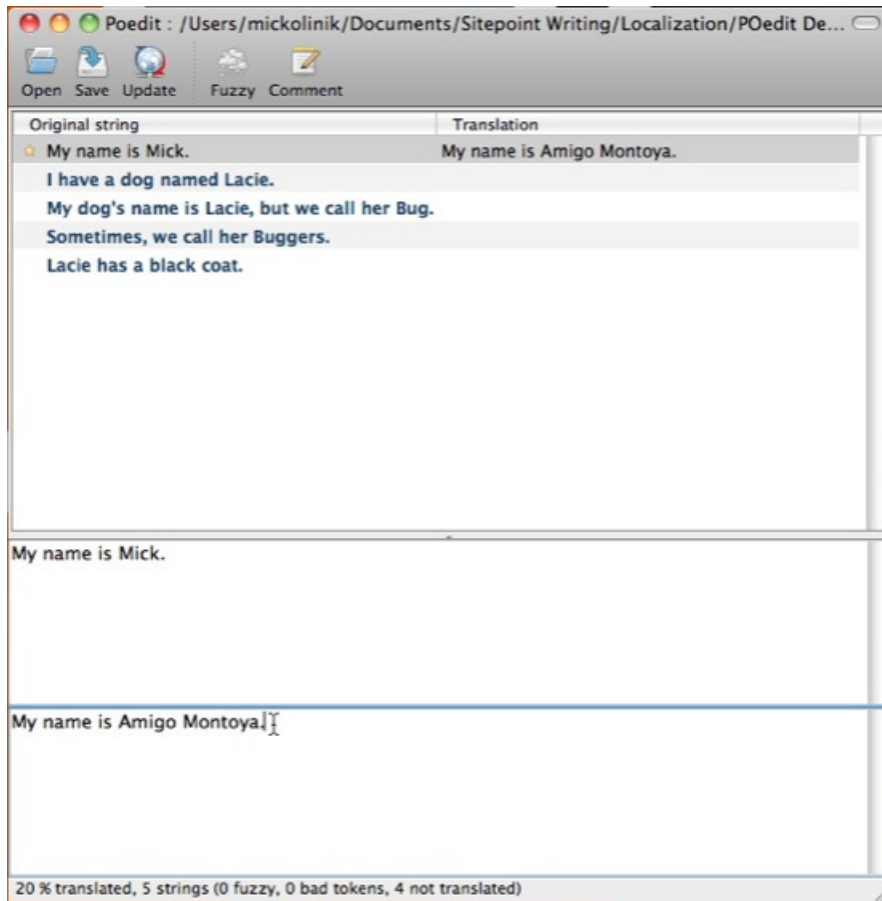 Poedit : /Users/mickolinik/Documents/Sitepoint Writing/Localization/POedit De...
Open Save Update Fuzzy Comment
Original string Translation
My name is Mick. My name is Amigo Montoya.
I have a dog named Lacie.
My dog's name is Lacie, but we call her Bug.
Sometimes, we call her Buggers.
Lacie has a black coat.
My name is Mick.
My name is Amigo Montoya.
20 % translated, 5 strings (0 fuzzy, 0 bad tokens, 4 not translated)